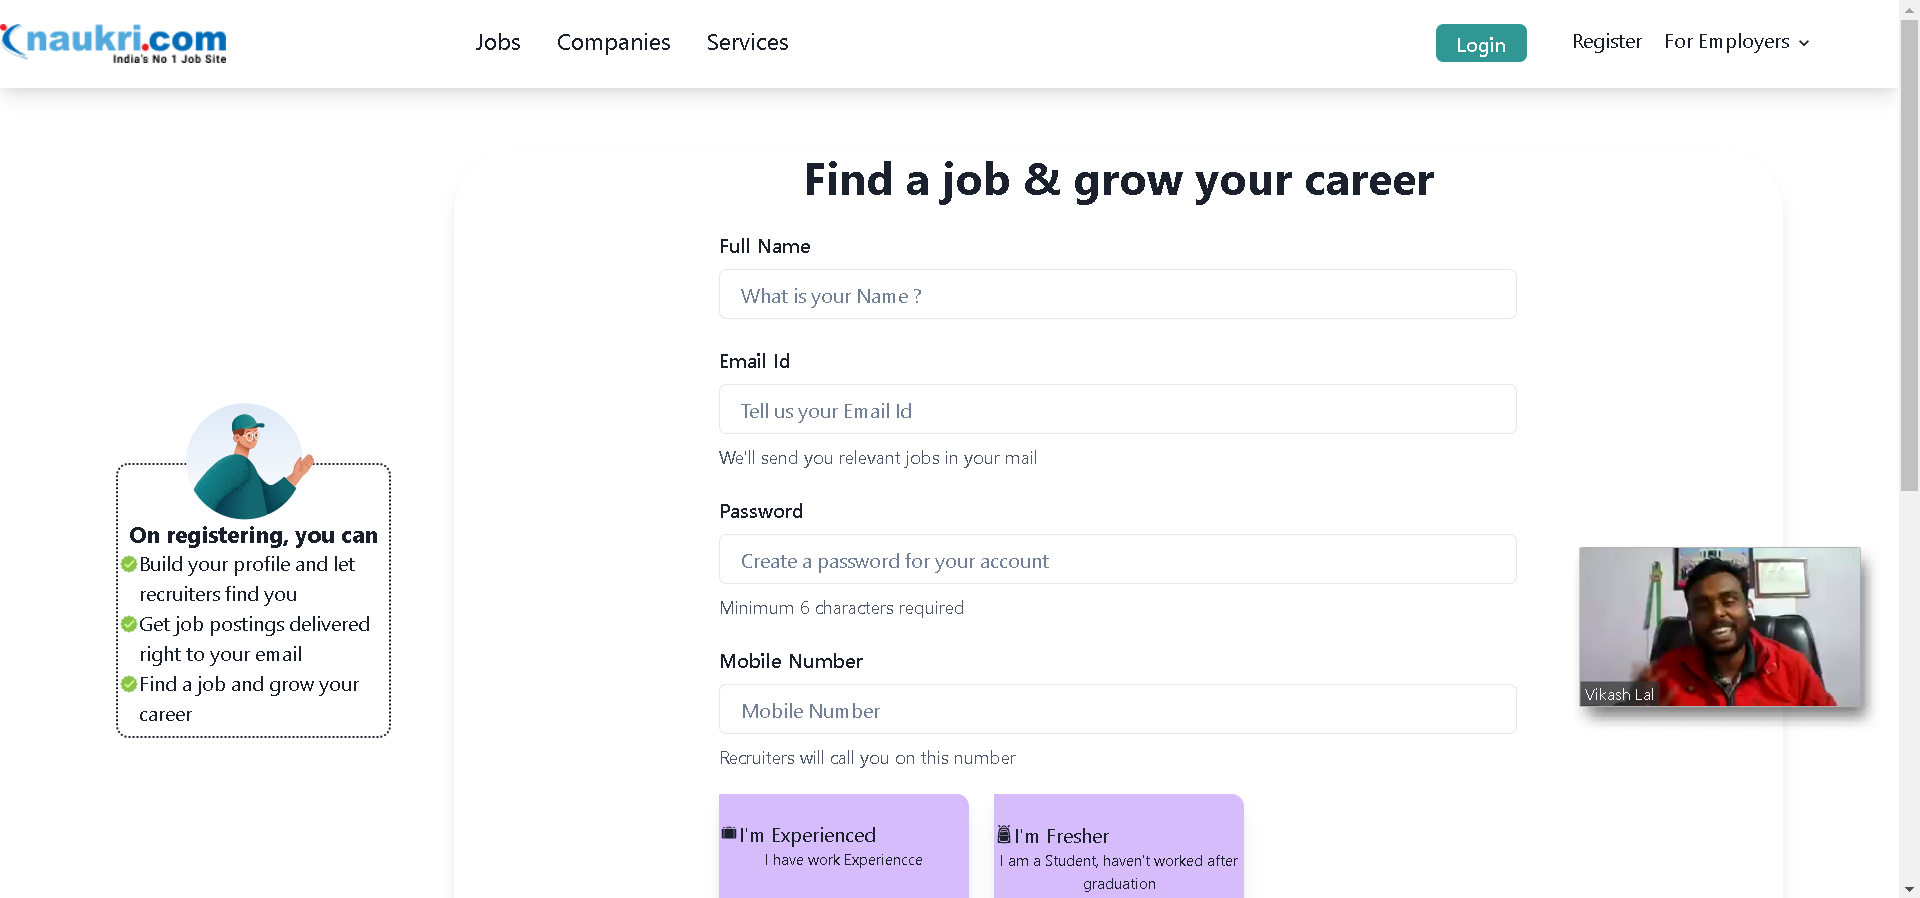 naukri.com
India's No 1 Job Site
Jobs Companies Services
Login Register For Employers
Find a job & grow your career
Full Name
What is your Name ?
Email Id
Tell us your Email Id
We'll send you relevant jobs in your mail
Password
Create a password for your account
Minimum 6 characters required
Mobile Number
Mobile Number
Recruiters will call you on this number
I'm Experienced
I have work Experiencce
I'm Fresher
I am a Student, haven't worked after
graduation
On registering, you can
Build your profile and let
recruiters find you
Get job postings delivered
right to your email
Find a job and grow your
career
Vikash Lal